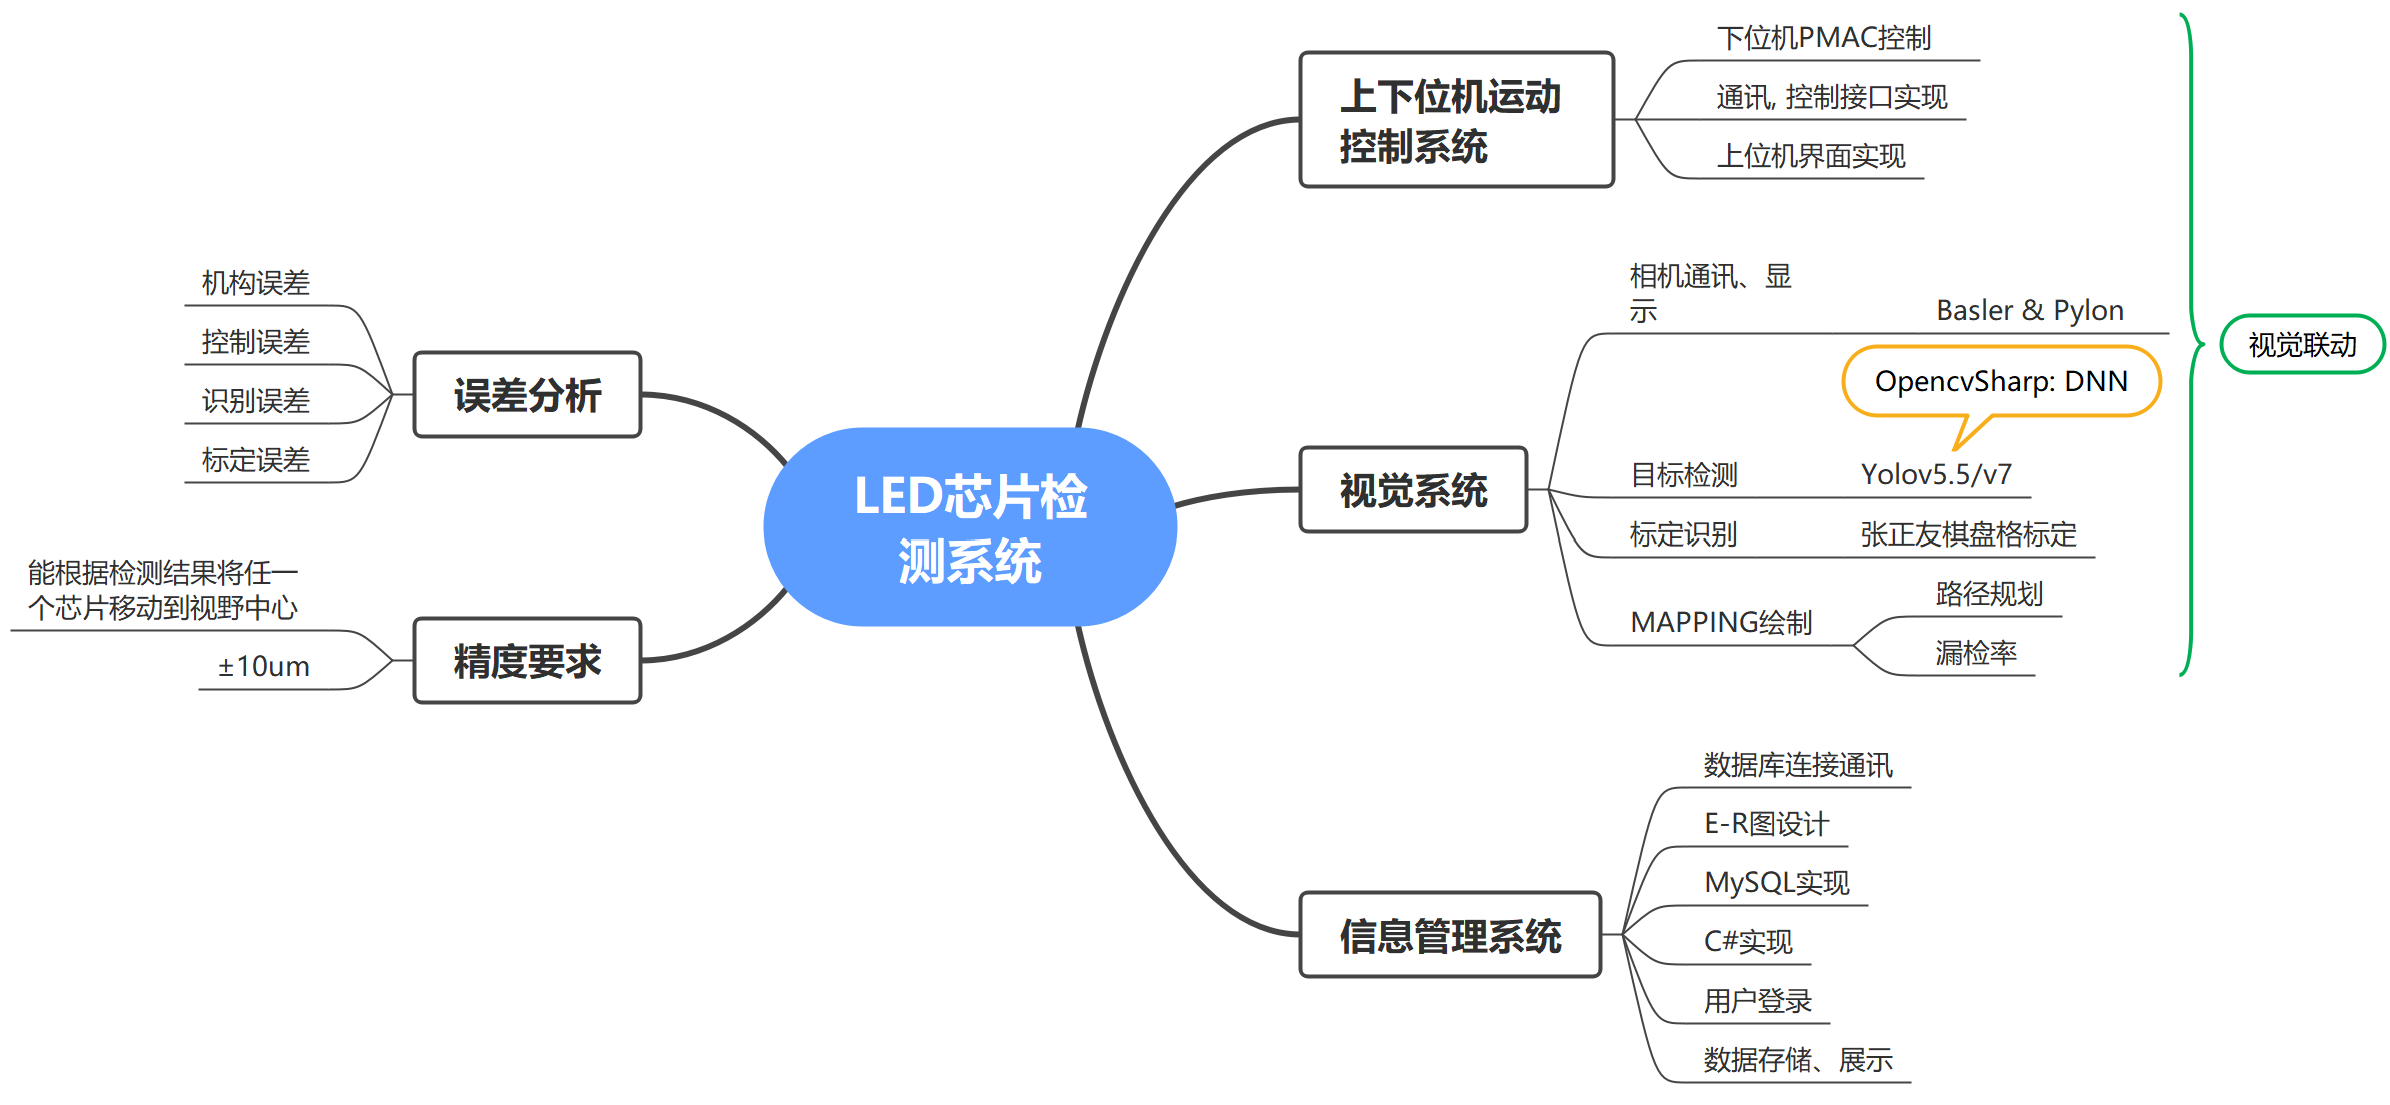 LED芯片检
测系统
上下位机运动
控制系统
下位机PMAC控制
通讯, 控制接口实现
上位机界面实现
视觉系统
相机通讯、显
示
Basler & Pylon
OpencvSharp: DNN
目标检测
Yolov5.5/v7
标定识别
张正友棋盘格标定
MAPPING绘制
路径规划
漏检率
视觉联动
信息管理系统
数据库连接通讯
E-R图设计
MySQL实现
C#实现
用户登录
数据存储、展示
误差分析
机构误差
控制误差
识别误差
标定误差
精度要求
能根据检测结果将任一
个芯片移动到视野中心
±10um